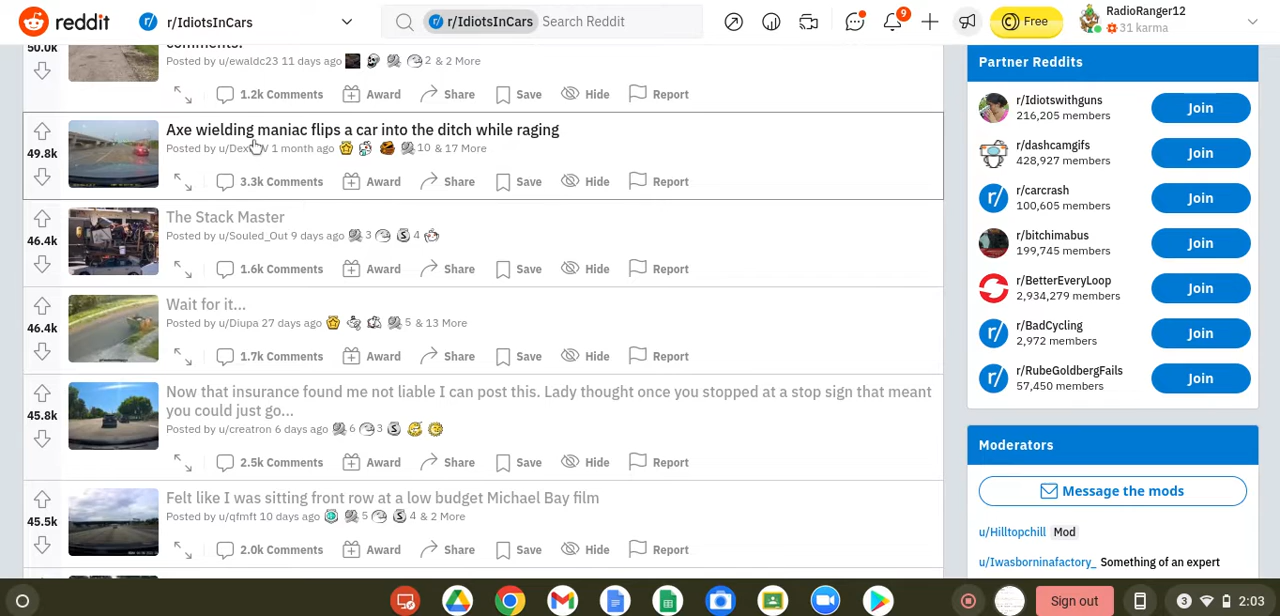 reddit
r/IdiotsInCars
r/IdiotsInCars Search Reddit
9
Free
RadioRanger12
31 karma
50.0k
comments.
Posted by u/ewaldc23 11 days ago 2 & 2 More
1.2k Comments Award Share Save Hide Report
49.8k
Axe wielding maniac flips a car into the ditch while raging
1 month ago 10 & 17 More
3.3k Comments Award Share Save Hide Report
46.4k
The Stack Master
Posted by u/Souled_Out 9 days ago 3 4
1.6k Comments Award Share Save Hide Report
46.4k
Wait for it...
Posted by u/Diupa 27 days ago 5 & 13 More
1.7k Comments Award Share Save Hide Report
45.8k
Now that insurance found me not liable I can post this. Lady thought once you stopped at a stop sign that meant
you could just go...
Posted by u/creatron 6 days ago 6 3
2.5k Comments Award Share Save Hide Report
45.5k
Felt like I was sitting front row at a low budget Michael Bay film
Posted by u/qfmft 10 days ago 5 4 & 2 More
2.0k Comments Award Share Save Hide Report
Partner Reddits
r/Idiotswithguns
216,205 members
Join
r/dashcamgifs
428,927 members
Join
r/carcrash
100,605 members
Join
r/bitchimabus
199,745 members
Join
r/BetterEveryLoop
2,934,279 members
Join
r/BadCycling
2,972 members
Join
r/RubeGoldbergFails
57,450 members
Join
Moderators
Message the mods
u/Hilltopchill Mod
u/Iwasborninafactory_ Something of an expert
Sign out
3
2:03